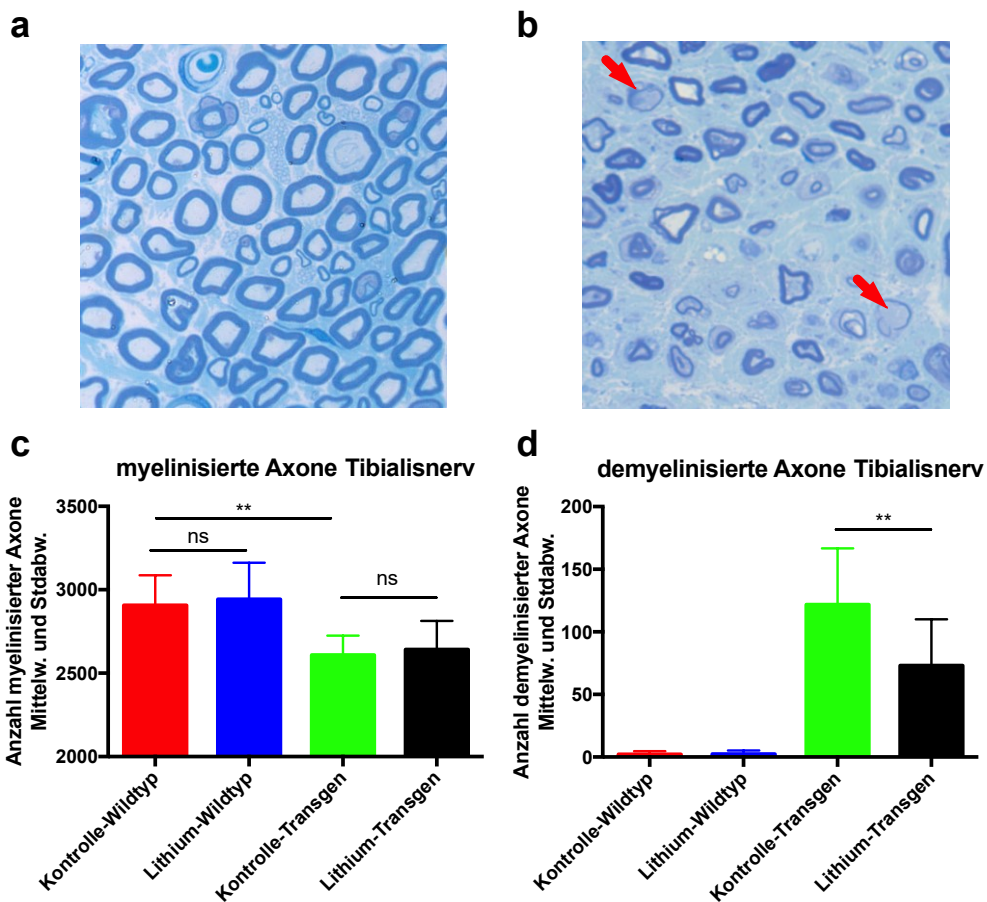 a
b
c
myelinisierte Axone Tibialisnerv
Anzahl myelinisierter Axone
Mittelw. und Stdabw.
3500
3000
2500
2000
**
ns
ns
Kontrolle-Wildtyp
Lithium-Wildtyp
Kontrolle-Transgen
Lithium-Transgen
d
demyelinisierte Axone Tibialisnerv
Anzahl demyelinisierter Axone
Mittelw. und Stdabw.
200
150
100
50
0
**
Kontrolle-Wildtyp
Lithium-Wildtyp
Kontrolle-Transgen
Lithium-Transgen